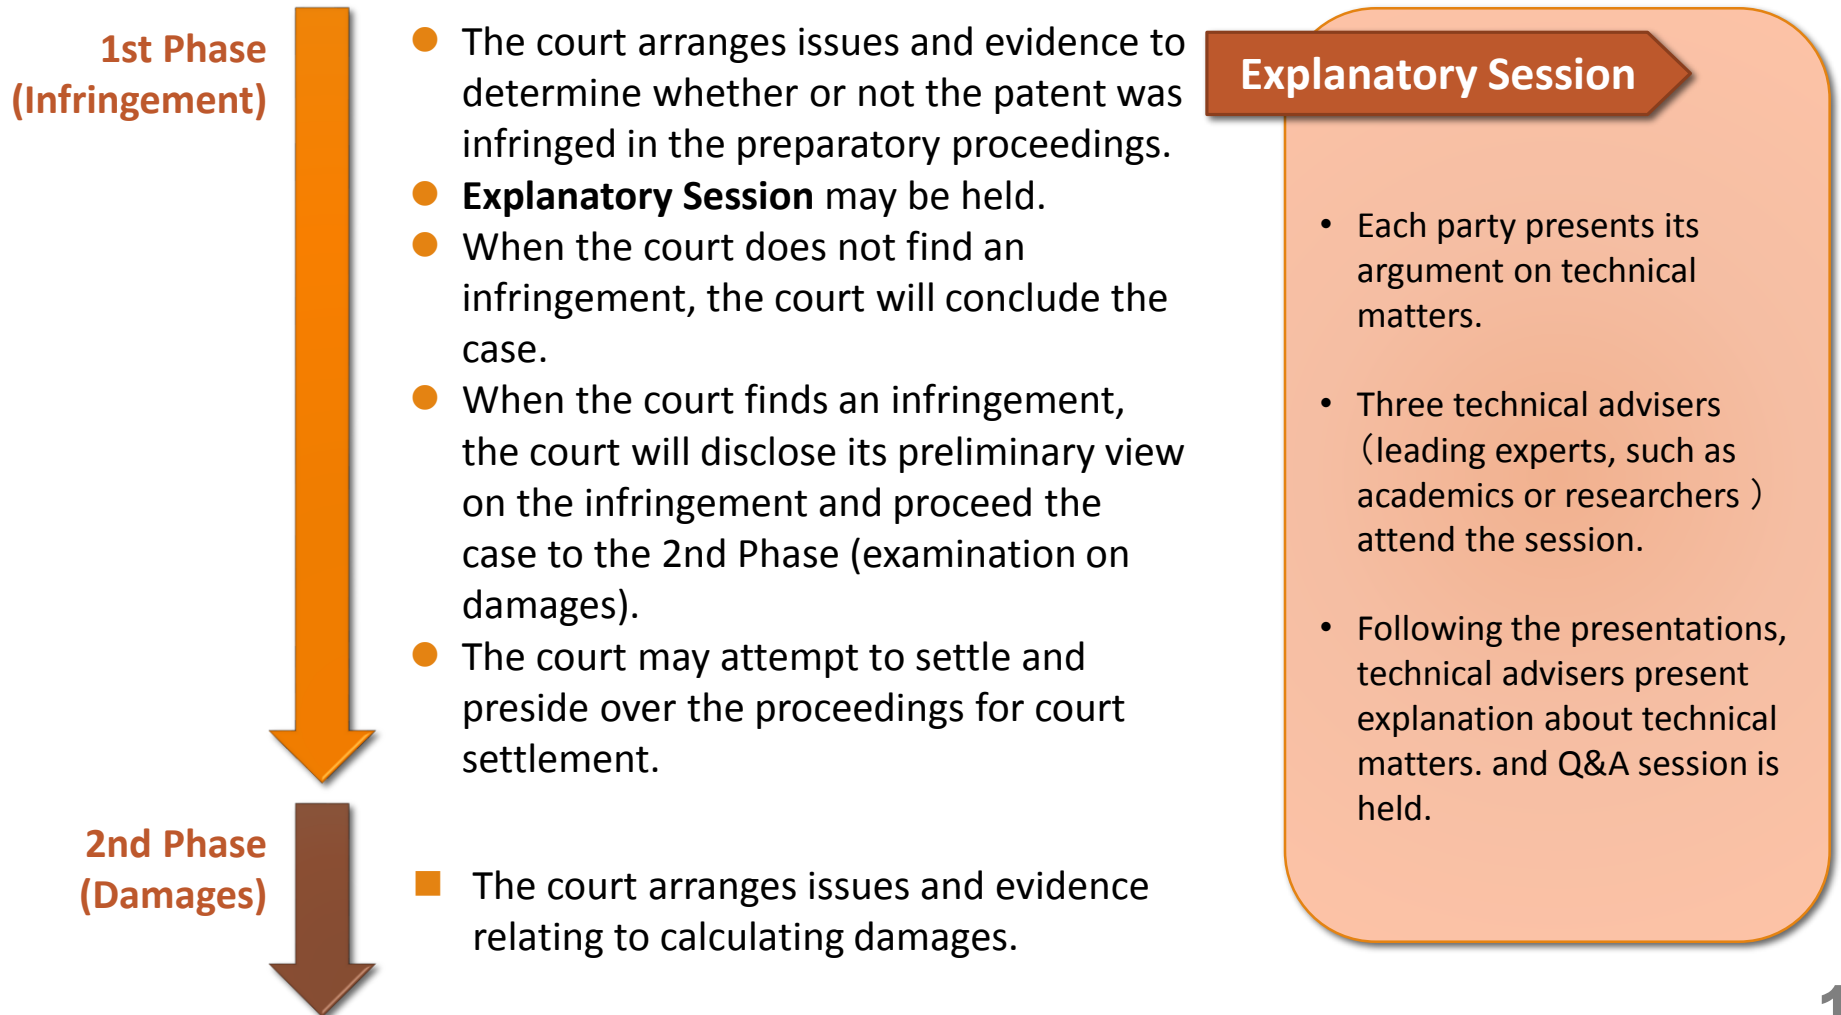 1st Phase
(Infringement)
● The court arranges issues and evidence to
determine whether or not the patent was
infringed in the preparatory proceedings.
● Explanatory Session may be held.
● When the court does not find an
infringement, the court will conclude the
case.
● When the court finds an infringement,
the court will disclose its preliminary view
on the infringement and proceed the
case to the 2nd Phase (examination on
damages).
● The court may attempt to settle and
preside over the proceedings for court
settlement.
2nd Phase
(Damages)
■ The court arranges issues and evidence
relating to calculating damages.
Explanatory Session
• Each party presents its
argument on technical
matters.
• Three technical advisers
（leading experts, such as
academics or researchers ）
attend the session.
• Following the presentations,
technical advisers present
explanation about technical
matters. and Q&A session is
held.